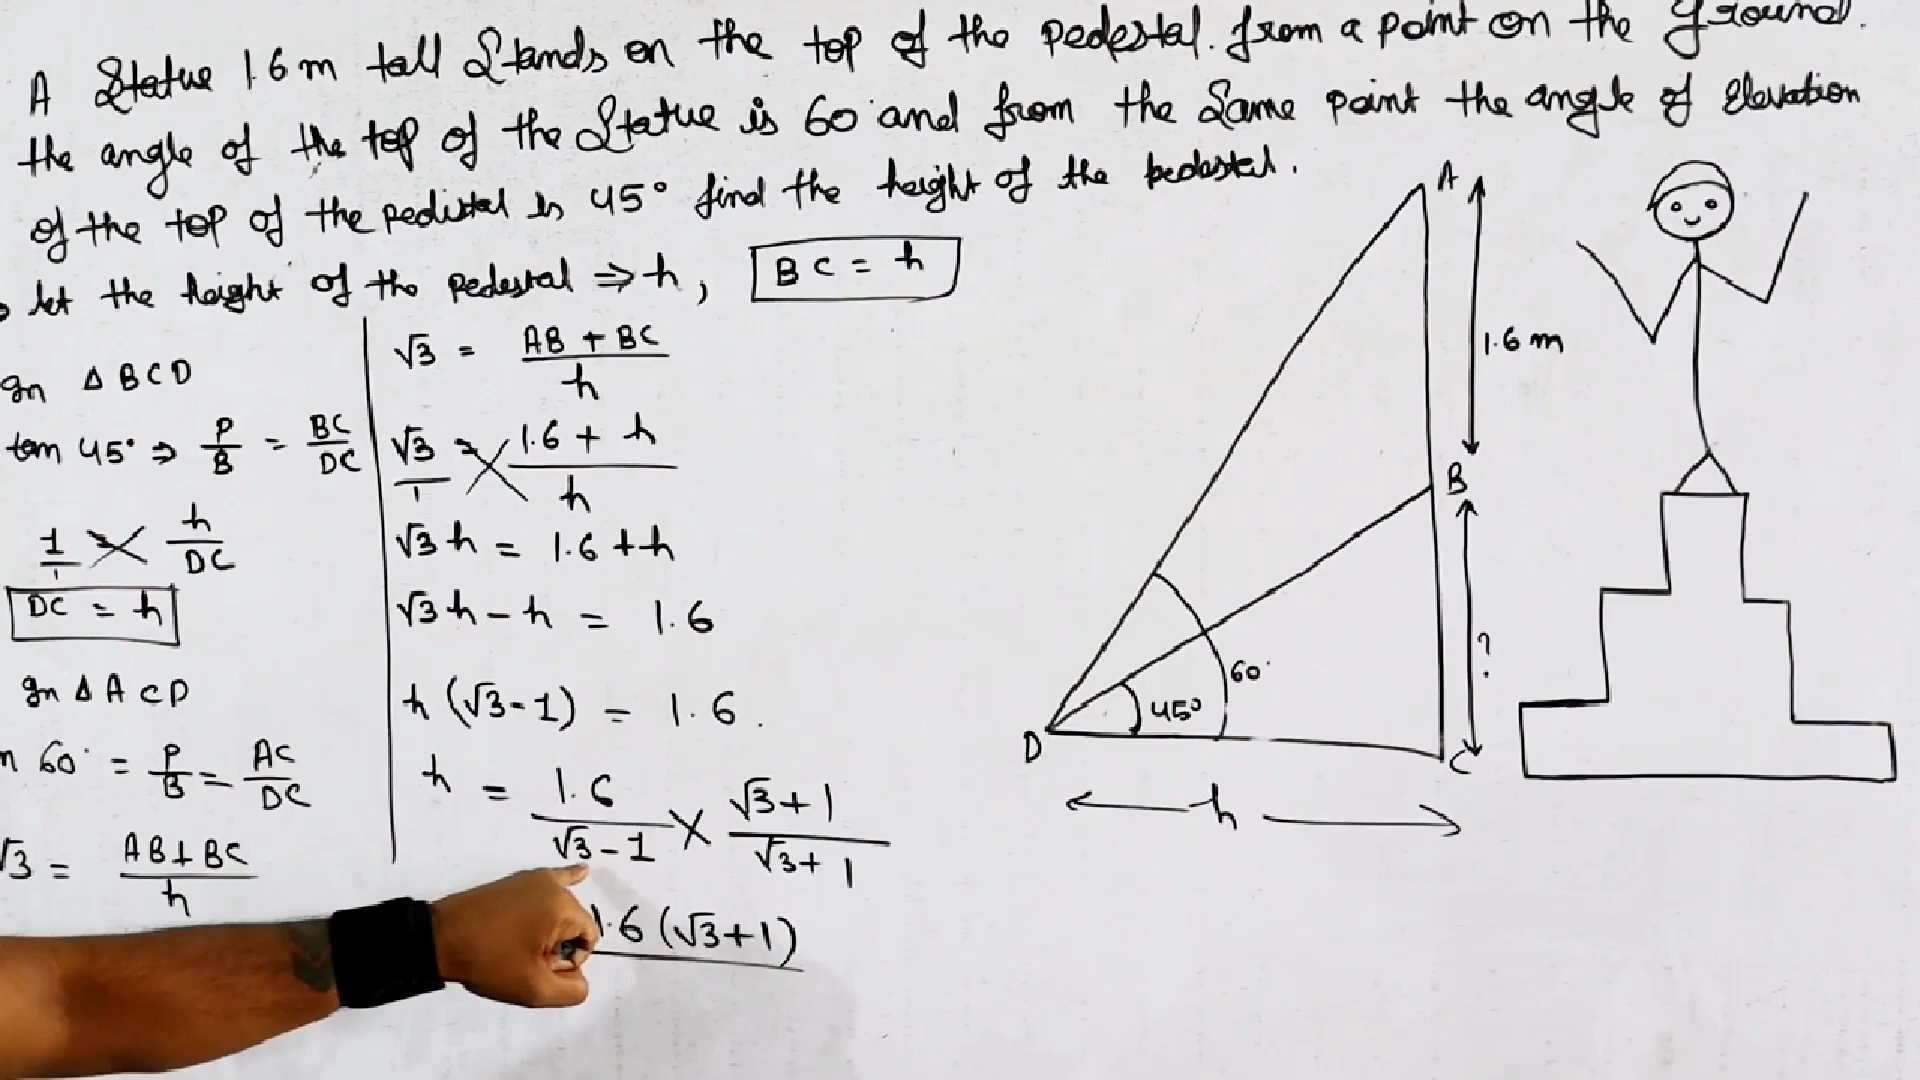 A Statue 1.6 m tall Stands on the top of the pedestal. from a point on the ground.
the angle of the top of the Statue is 60° and from the Same point the angle of Elevation
of the top of the pedistal is 45° find the height of the pedestal.
let the height of the pedestal ⇒ h, BC = h
In Δ BCD
tan 45° ⇒ P/B = BC/DC
1/1 = h/DC
DC = h
In Δ ACD
n 60° = P/B = AC/DC
√3 = AB + BC / h
√3 = AB + BC / h
√3/1 = 1.6 + h / h
√3 h = 1.6 + h
√3 h - h = 1.6
h (√3 - 1) = 1.6.
h = 1.6 / √3 - 1 × √3 + 1 / √3 + 1
1.6 (√3 + 1)
A
1.6 m
B
?
60°
45°
D
C
h